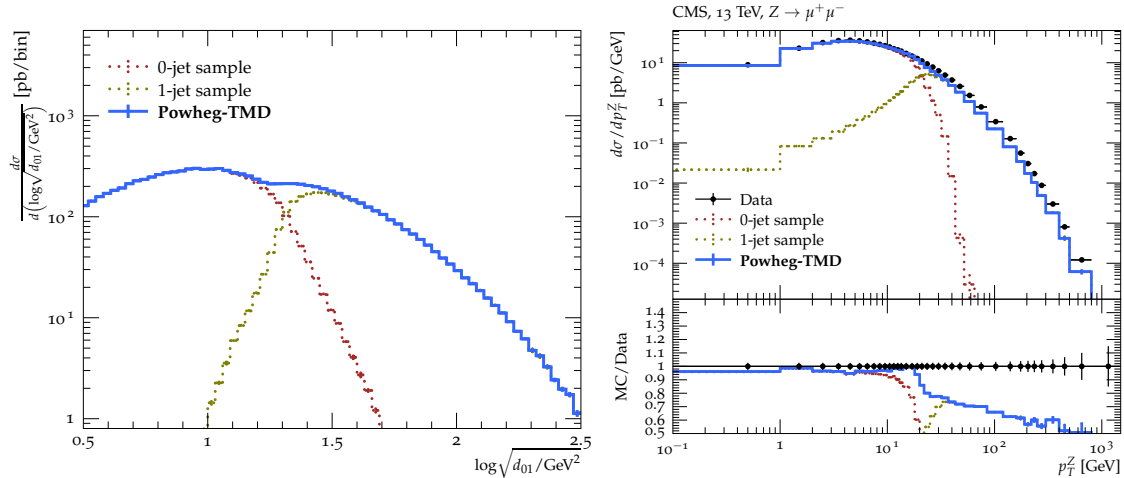 0-jet sample
1-jet sample
Powheg-TMD
dσ / d(log√d₀₁/GeV²) [pb/bin]
10³
10²
10¹
1
0.5
1
1.5
2
2.5
log√d₀₁/GeV²
CMS, 13 TeV, Z → μ⁺μ⁻
dσ/dp_T^Z [pb/GeV]
10¹
1
10⁻¹
10⁻²
10⁻³
10⁻⁴
Data
0-jet sample
1-jet sample
Powheg-TMD
MC/Data
1.4
1.3
1.2
1.1
1
0.9
0.8
0.7
0.6
0.5
10⁻¹
1
10¹
10²
10³
p_T^Z [GeV]